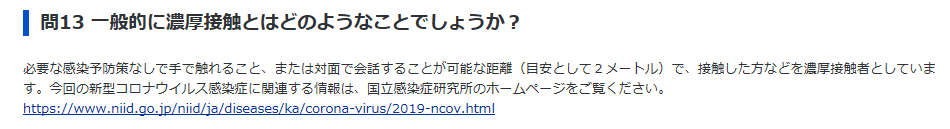 問13 一般的に濃厚接触とはどのようなことでしょうか？
必要な感染予防策なしで手で触れること、または対面で会話することが可能な距離（目安として２メートル）で、接触した方などを濃厚接触者としていま
す。今回の新型コロナウイルス感染症に関連する情報は、国立感染症研究所のホームページをご覧ください。
https://www.niid.go.jp/niid/ja/diseases/ka/corona-virus/2019-ncov.html